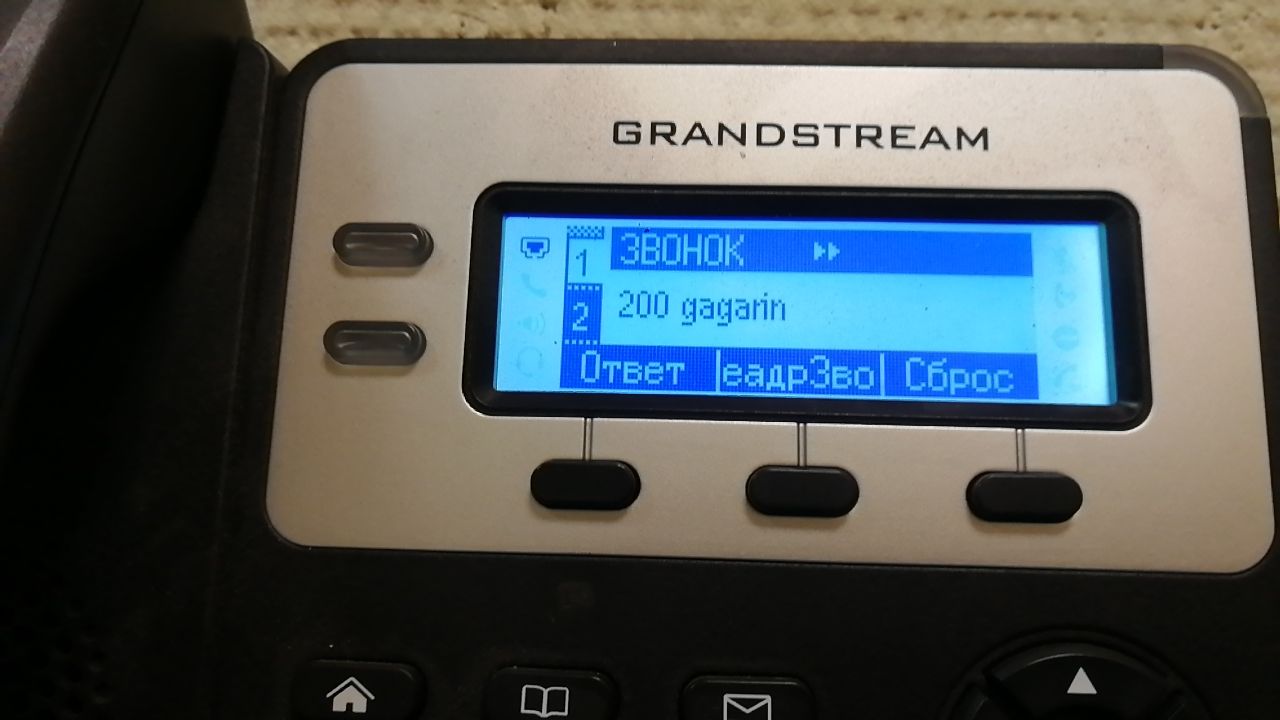 GRANDSTREAM
1 ЗВОНОК
2 200 gagarin
Ответ еадрЗво Сброс